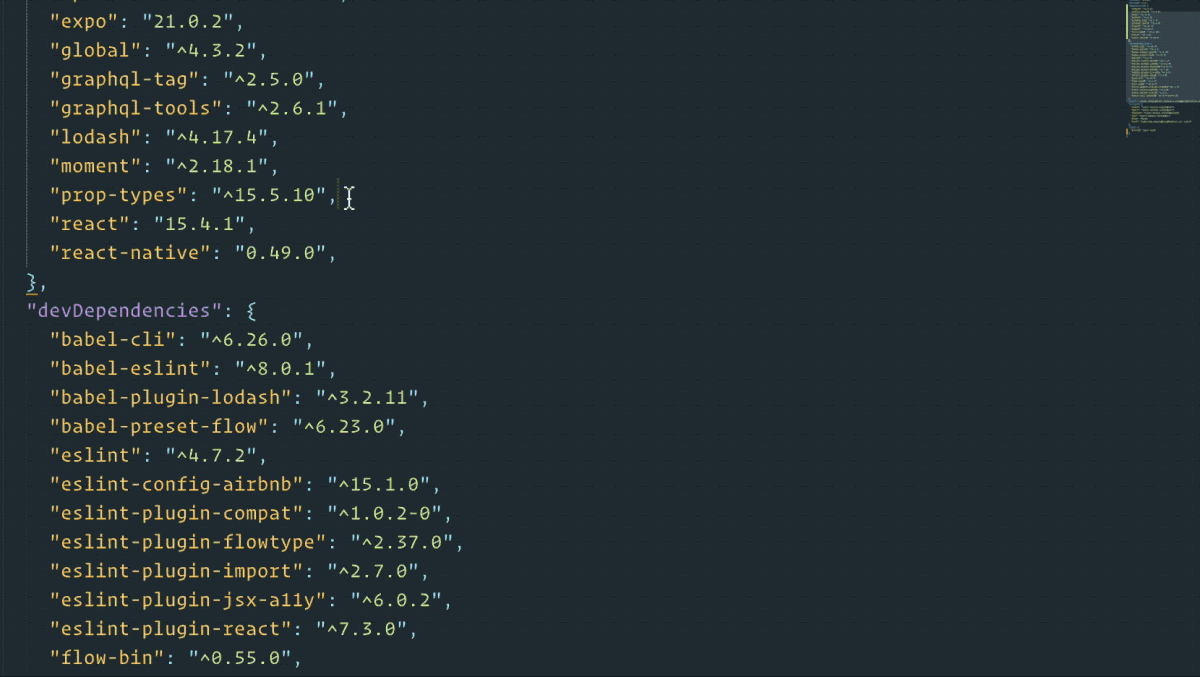 "expo": "21.0.2",
"global": "^4.3.2",
"graphql-tag": "^2.5.0",
"graphql-tools": "^2.6.1",
"lodash": "^4.17.4",
"moment": "^2.18.1",
"prop-types": "^15.5.10",
"react": "15.4.1",
"react-native": "0.49.0",
},
"devDependencies": {
"babel-cli": "^6.26.0",
"babel-eslint": "^8.0.1",
"babel-plugin-lodash": "^3.2.11",
"babel-preset-flow": "^6.23.0",
"eslint": "^4.7.2",
"eslint-config-airbnb": "^15.1.0",
"eslint-plugin-compat": "^1.0.2-0",
"eslint-plugin-flowtype": "^2.37.0",
"eslint-plugin-import": "^2.7.0",
"eslint-plugin-jsx-a11y": "^6.0.2",
"eslint-plugin-react": "^7.3.0",
"flow-bin": "^0.55.0",